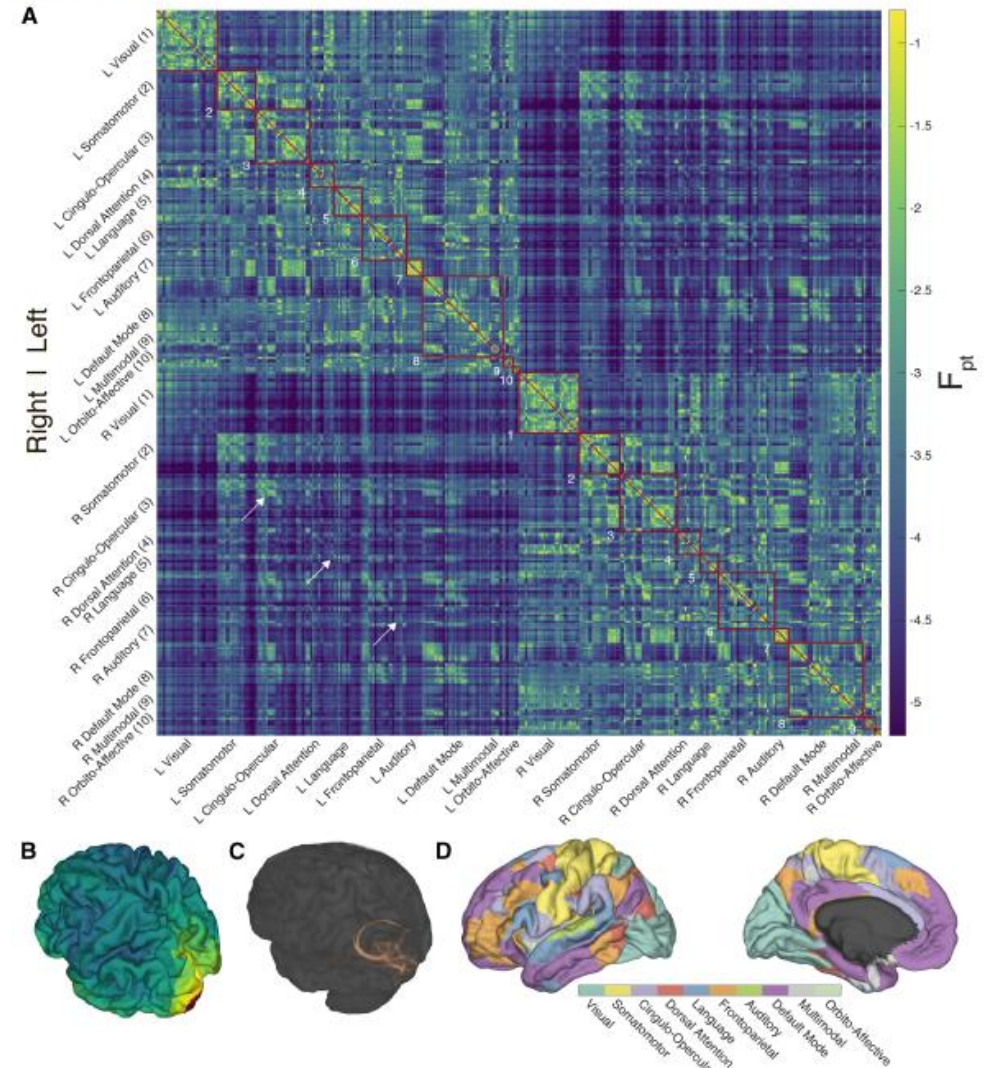 A
L Visual (1)
L Somatomotor (2)
L Cingulo-Opercular (3)
L Dorsal Attention (4)
L Language (5)
L Frontoparietal (6)
L Auditory (7)
L Default Mode (8)
L Multimodal (9)
L Orbito-Affective (10)
R Visual (1)
R Somatomotor (2)
R Cingulo-Opercular (3)
R Dorsal Attention (4)
R Language (5)
R Frontoparietal (6)
R Auditory (7)
R Default Mode (8)
R Multimodal (9)
R Orbito-Affective (10)
Right | Left
2
3
4
5
6
7
8
9
10
1
2
3
4
5
6
7
8
9
-1
-1.5
-2
-2.5
-3
-3.5
-4
-4.5
-5
Fpt
L Visual
L Somatomotor
L Cingulo-Opercular
L Dorsal Attention
L Language
L Frontoparietal
L Auditory
L Default Mode
L Multimodal
L Orbito-Affective
R Visual
R Somatomotor
R Cingulo-Opercular
R Dorsal Attention
R Language
R Frontoparietal
R Auditory
R Default Mode
R Multimodal
R Orbito-Affective
B
C
D
Visual
Somatomotor
Cingulo-Opercul
Dorsal Attention
Language
Frontoparietal
Auditory
Default Mode
Multimodal
Orbito-Affective